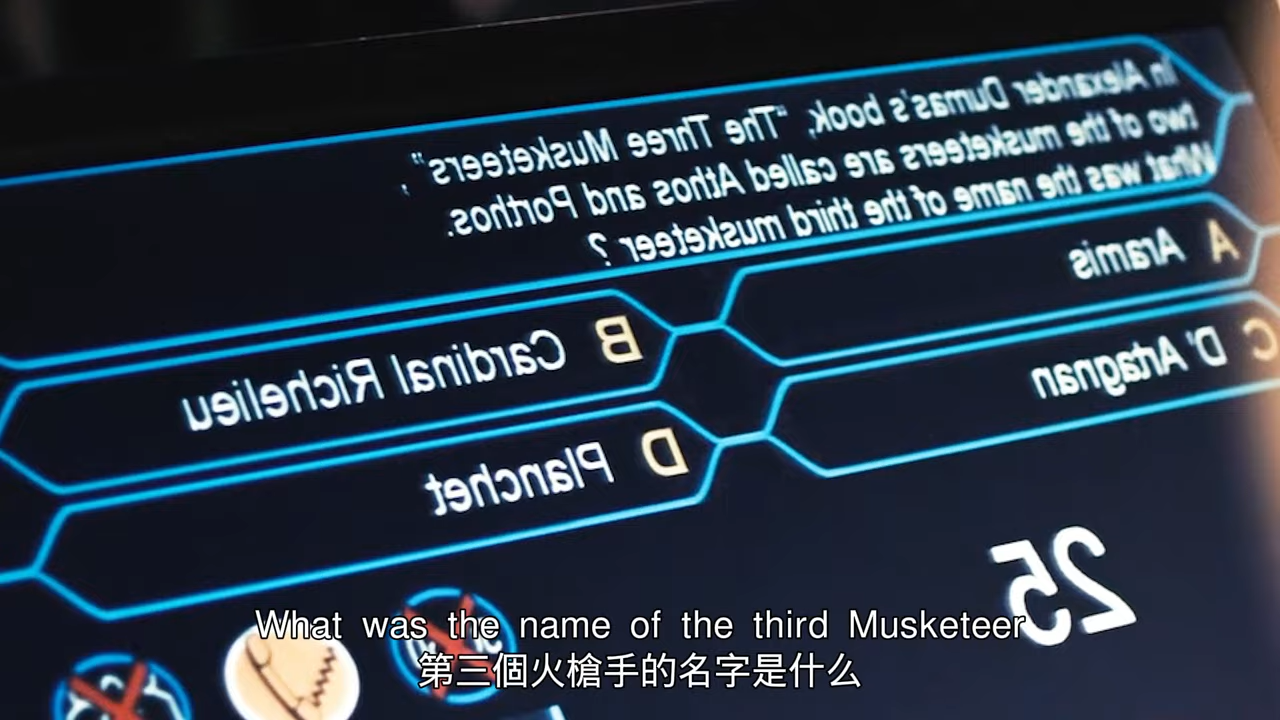 In Alexander Dumas's book, "The Three Musketeers",
two of the musketeers are called Athos and Porthos.
What was the name of the third musketeer ?
A Aramis
B Cardinal Richelieu
C D' Artagnan
D Planchet
25
What was the name of the third Musketeer
第三個火槍手的名字是什么